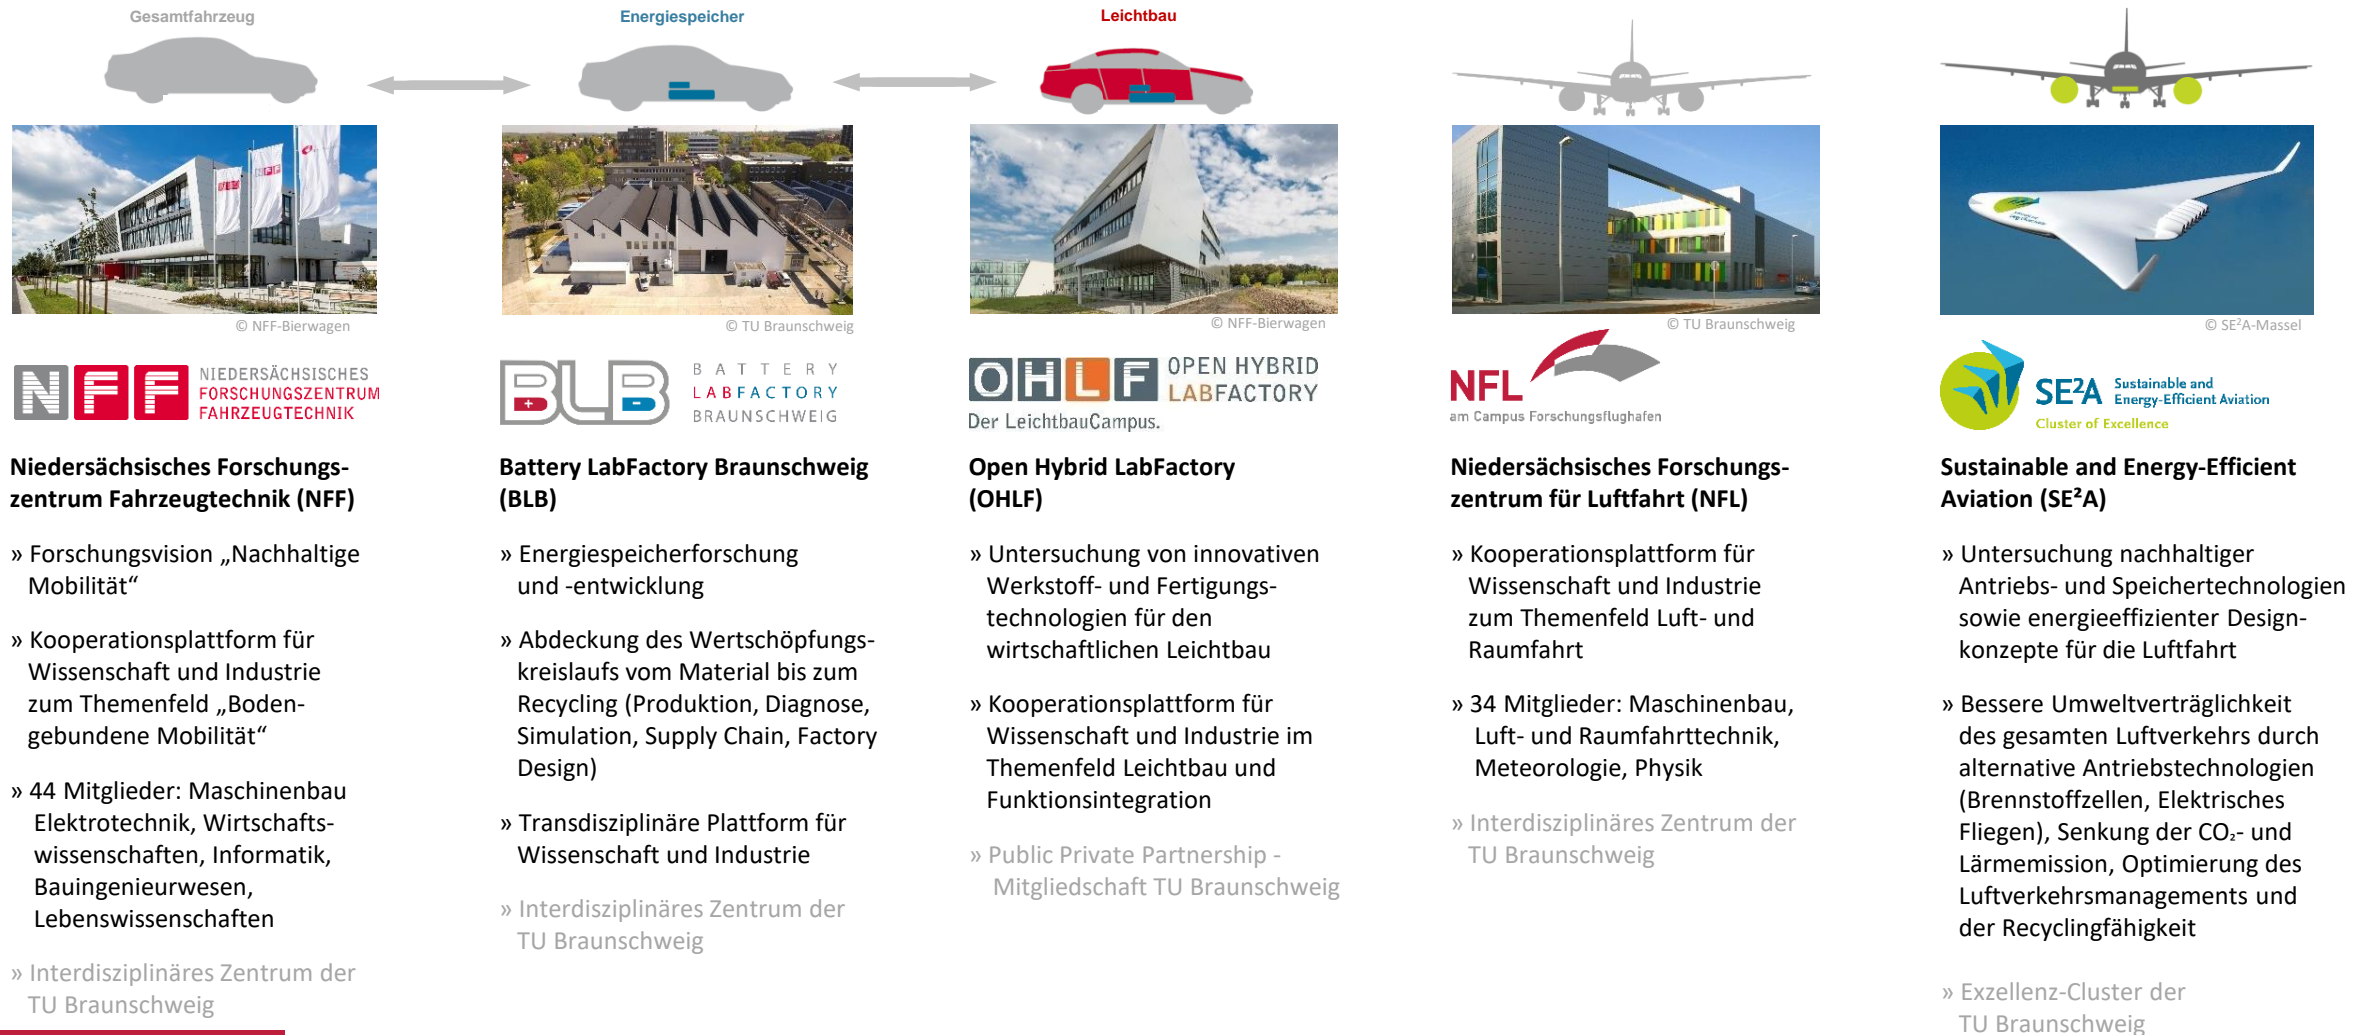 Gesamtfahrzeug
Energiespeicher
Leichtbau
© NFF-Bierwagen
© TU Braunschweig
© NFF-Bierwagen
© TU Braunschweig
© SE²A-Massel
NFF
NIEDERSÄCHSISCHES
FORSCHUNGSZENTRUM
FAHRZEUGTECHNIK
BLB
BATTERY
LABFACTORY
BRAUNSCHWEIG
OHLF
OPEN HYBRID
LABFACTORY
Der LeichtbauCampus.
NFL
am Campus Forschungsflughafen
SE²A
Sustainable and
Energy-Efficient Aviation
Cluster of Excellence
Niedersächsisches Forschungs-
zentrum Fahrzeugtechnik (NFF)
» Forschungsvision „Nachhaltige
Mobilität“
» Kooperationsplattform für
Wissenschaft und Industrie
zum Themenfeld „Boden-
gebundene Mobilität“
» 44 Mitglieder: Maschinenbau
Elektrotechnik, Wirtschafts-
wissenschaften, Informatik,
Bauingenieurwesen,
Lebenswissenschaften
» Interdisziplinäres Zentrum der
TU Braunschweig
Battery LabFactory Braunschweig
(BLB)
» Energiespeicherforschung
und -entwicklung
» Abdeckung des Wertschöpfungs-
kreislaufs vom Material bis zum
Recycling (Produktion, Diagnose,
Simulation, Supply Chain, Factory
Design)
» Transdisziplinäre Plattform für
Wissenschaft und Industrie
» Interdisziplinäres Zentrum der
TU Braunschweig
Open Hybrid LabFactory
(OHLF)
» Untersuchung von innovativen
Werkstoff- und Fertigungs-
technologien für den
wirtschaftlichen Leichtbau
» Kooperationsplattform für
Wissenschaft und Industrie im
Themenfeld Leichtbau und
Funktionsintegration
» Public Private Partnership -
Mitgliedschaft TU Braunschweig
Niedersächsisches Forschungs-
zentrum für Luftfahrt (NFL)
» Kooperationsplattform für
Wissenschaft und Industrie
zum Themenfeld Luft- und
Raumfahrt
» 34 Mitglieder: Maschinenbau,
Luft- und Raumfahrttechnik,
Meteorologie, Physik
» Interdisziplinäres Zentrum der
TU Braunschweig
Sustainable and Energy-Efficient
Aviation (SE²A)
» Untersuchung nachhaltiger
Antriebs- und Speichertechnologien
sowie energieeffizienter Design-
konzepte für die Luftfahrt
» Bessere Umweltverträglichkeit
des gesamten Luftverkehrs durch
alternative Antriebstechnologien
(Brennstoffzellen, Elektrisches
Fliegen), Senkung der CO₂- und
Lärmemission, Optimierung des
Luftverkehrsmanagements und
der Recyclingfähigkeit
» Exzellenz-Cluster der
TU Braunschweig